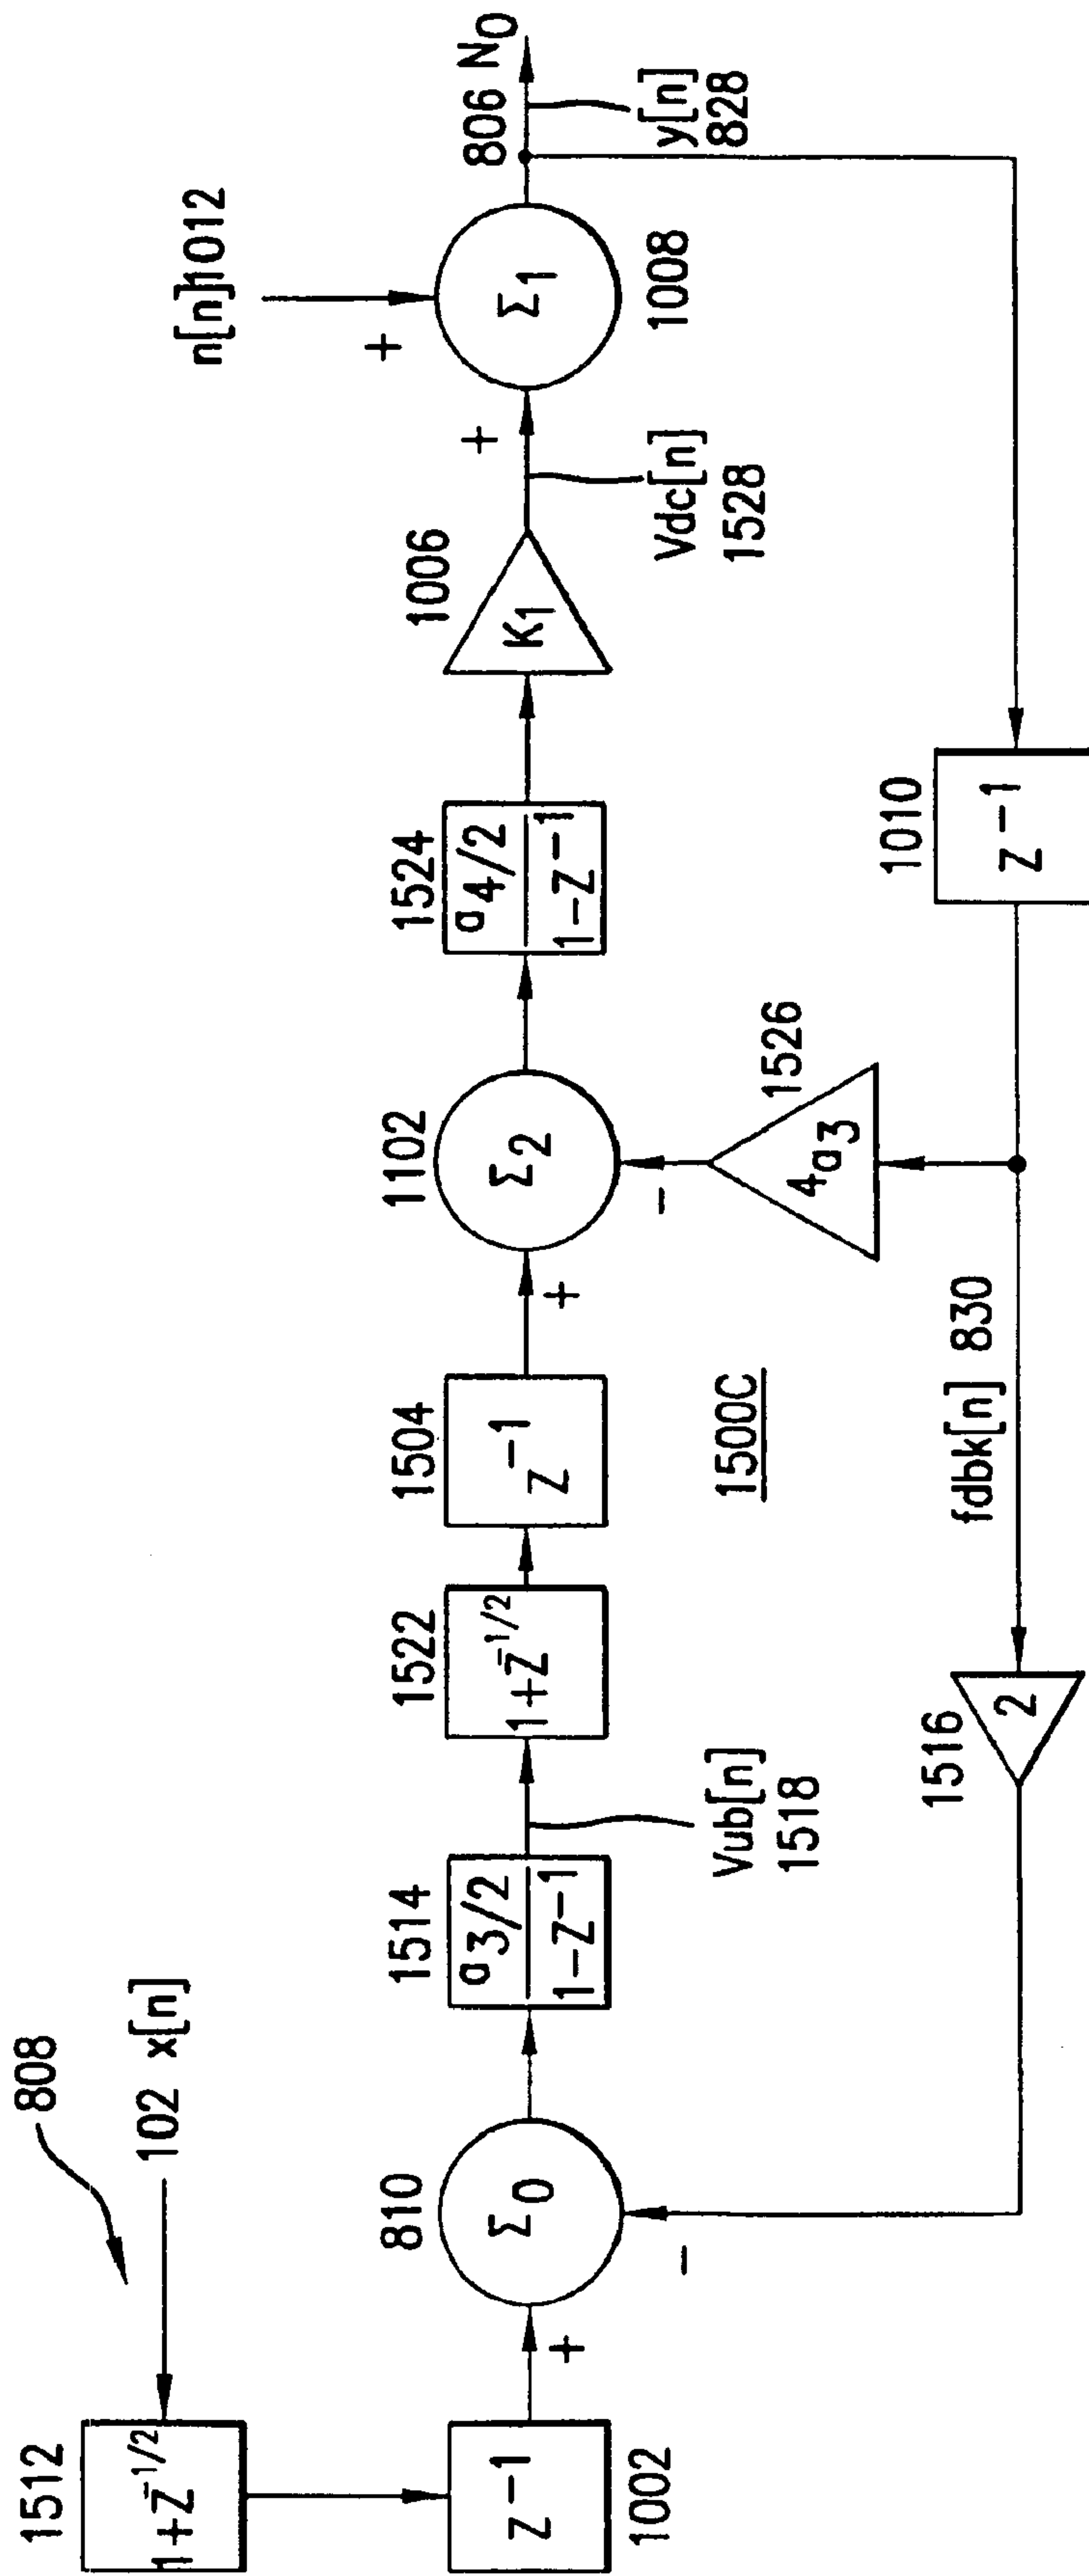 808
102 x[n]
1512
1+Z^-1/2
Z^-1
1002
810
Σ0
+
-
1514
a3/2
1-Z^-1
Vub[n]
1518
1522
1+Z^-1/2
1504
Z^-1
+
1102
Σ2
-
1526
4a3
1524
a4/2
1-Z^-1
1006
K1
Vdc[n]
1528
+
n[n] 1012
+
Σ1
1008
806 N0
y[n]
828
1010
Z^-1
fdbk[n] 830
1516
2
1500C